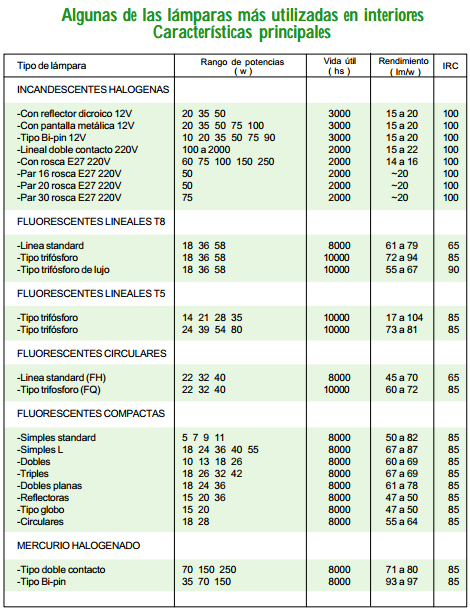 Algunas de las lámparas más utilizadas en interiores
Características principales
Tipo de lámpara Rango de potencias ( w ) Vida útil ( hs ) Rendimiento ( lm/w ) IRC
INCANDESCENTES HALOGENAS
-Con reflector dicroico 12V 20 35 50 3000 15 a 20 100
-Con pantalla metálica 12V 20 35 50 75 100 3000 15 a 20 100
-Tipo Bi-pin 12V 10 20 35 50 75 90 3000 15 a 20 100
-Lineal doble contacto 220V 100 a 2000 2000 15 a 22 100
-Con rosca E27 220V 60 75 100 150 250 2000 14 a 16 100
-Par 16 rosca E27 220V 50 2000 ~20 100
-Par 20 rosca E27 220V 50 2000 ~20 100
-Par 30 rosca E27 220V 75 2000 ~20 100
FLUORESCENTES LINEALES T8
-Linea standard 18 36 58 8000 61 a 79 65
-Tipo trifósforo 18 36 58 10000 72 a 94 85
-Tipo trifósforo de lujo 18 36 58 10000 55 a 67 90
FLUORESCENTES LINEALES T5
-Tipo trifósforo 14 21 28 35 10000 17 a 104 85
-Tipo trifósforo 24 39 54 80 10000 73 a 81 85
FLUORESCENTES CIRCULARES
-Linea standard (FH) 22 32 40 8000 45 a 70 65
-Tipo trifosforo (FQ) 22 32 40 10000 60 a 72 85
FLUORESCENTES COMPACTAS
-Simples standard 5 7 9 11 8000 50 a 82 85
-Simples L 18 24 36 40 55 8000 67 a 87 85
-Dobles 10 13 18 26 8000 60 a 69 85
-Triples 18 26 32 42 8000 67 a 69 85
-Dobles planas 18 24 36 8000 61 a 78 85
-Reflectoras 15 20 36 8000 47 a 50 85
-Tipo globo 15 20 8000 47 a 50 85
-Circulares 18 28 8000 55 a 64 85
MERCURIO HALOGENADO
-Tipo doble contacto 70 150 250 8000 71 a 80 85
-Tipo Bi-pin 35 70 150 8000 93 a 97 85